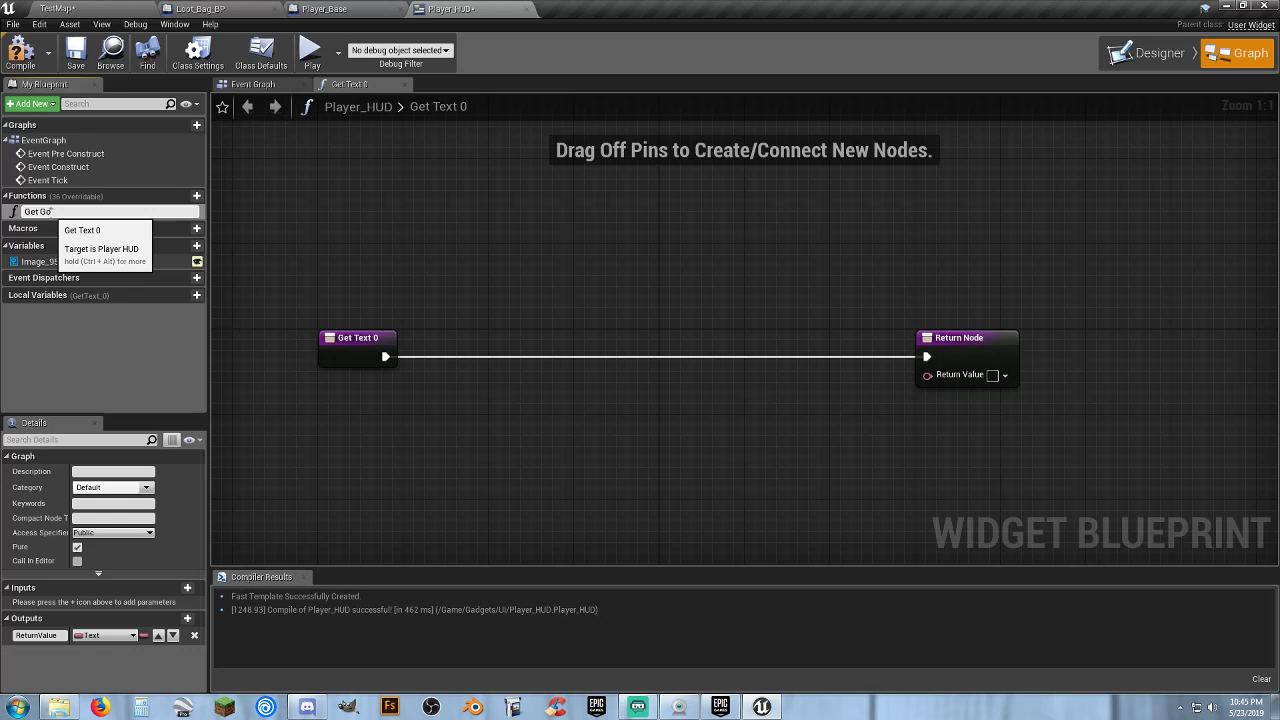 TestMap*
Loot_Bag_BP
Player_Base
Player_HUD*
File Edit Asset View Debug Window Help
Parent class: User Widget
Compile Save Browse Find Class Settings Class Defaults Play
No debug object selected
Debug Filter
Designer Graph
My Blueprint
Event Graph
Get Text 0
Add New Search
Player_HUD > Get Text 0
Zoom 1:1
Graphs
EventGraph
Event Pre Construct
Event Construct
Event Tick
Functions (36 Overridable)
Get Go
Macros
Variables
Image_95
Get Text 0
Target is Player HUD
hold (Ctrl + Alt) for more
Event Dispatchers
Local Variables (GetText_0)
Drag Off Pins to Create/Connect New Nodes.
Get Text 0
Return Node
Return Value
WIDGET BLUEPRINT
Details
Search Details
Graph
Description
Category Default
Keywords
Compact Node T
Access Specifier Public
Pure
Call In Editor
Inputs
Please press the + icon above to add parameters
Outputs
ReturnValue Text
Compiler Results
Fast Template Successfully Created.
[1248.93] Compile of Player_HUD successful! [in 462 ms] (/Game/Gadgets/UI/Player_HUD.Player_HUD)
Clear
Pro
Fs
EPIC GAMES
EPIC GAMES
10:45 PM
5/23/2019